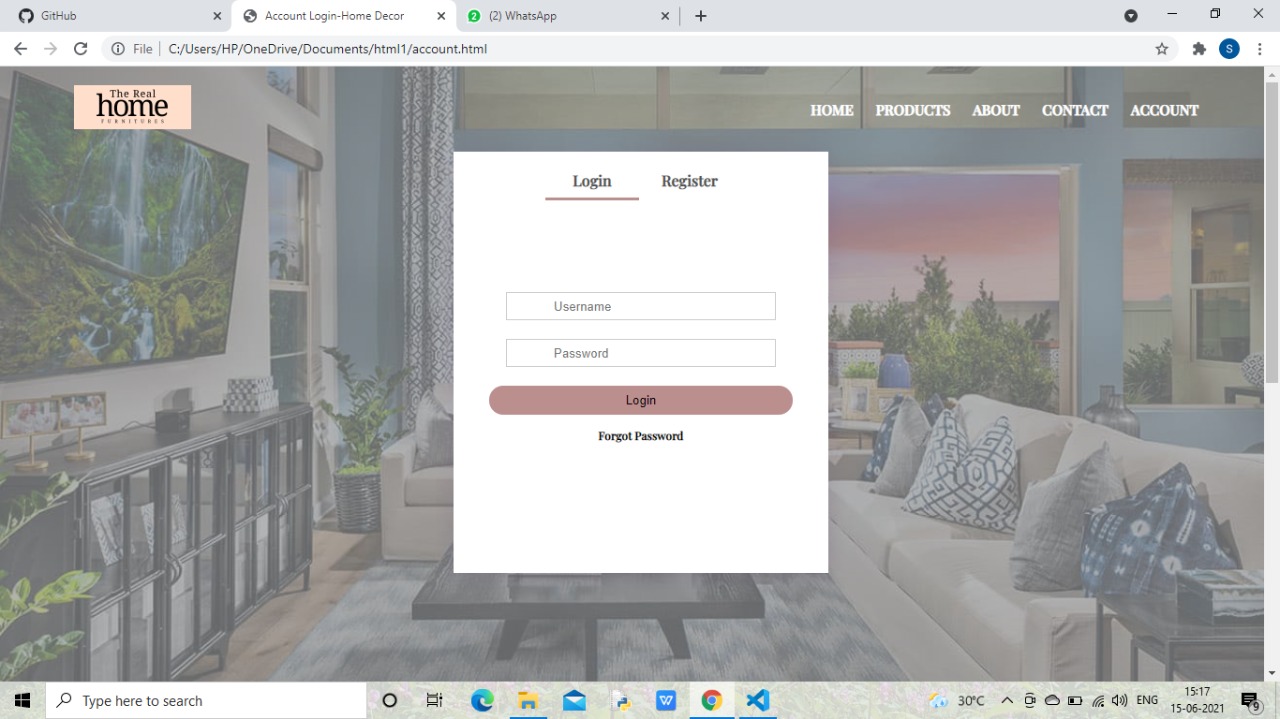 GitHub
Account Login-Home Decor
(2) WhatsApp
File
C:/Users/HP/OneDrive/Documents/html1/account.html
S
The Real
home
FURNITURES
HOME
PRODUCTS
ABOUT
CONTACT
ACCOUNT
Login
Register
Username
Password
Login
Forgot Password
Type here to search
30°C
ENG
15:17
15-06-2021
9